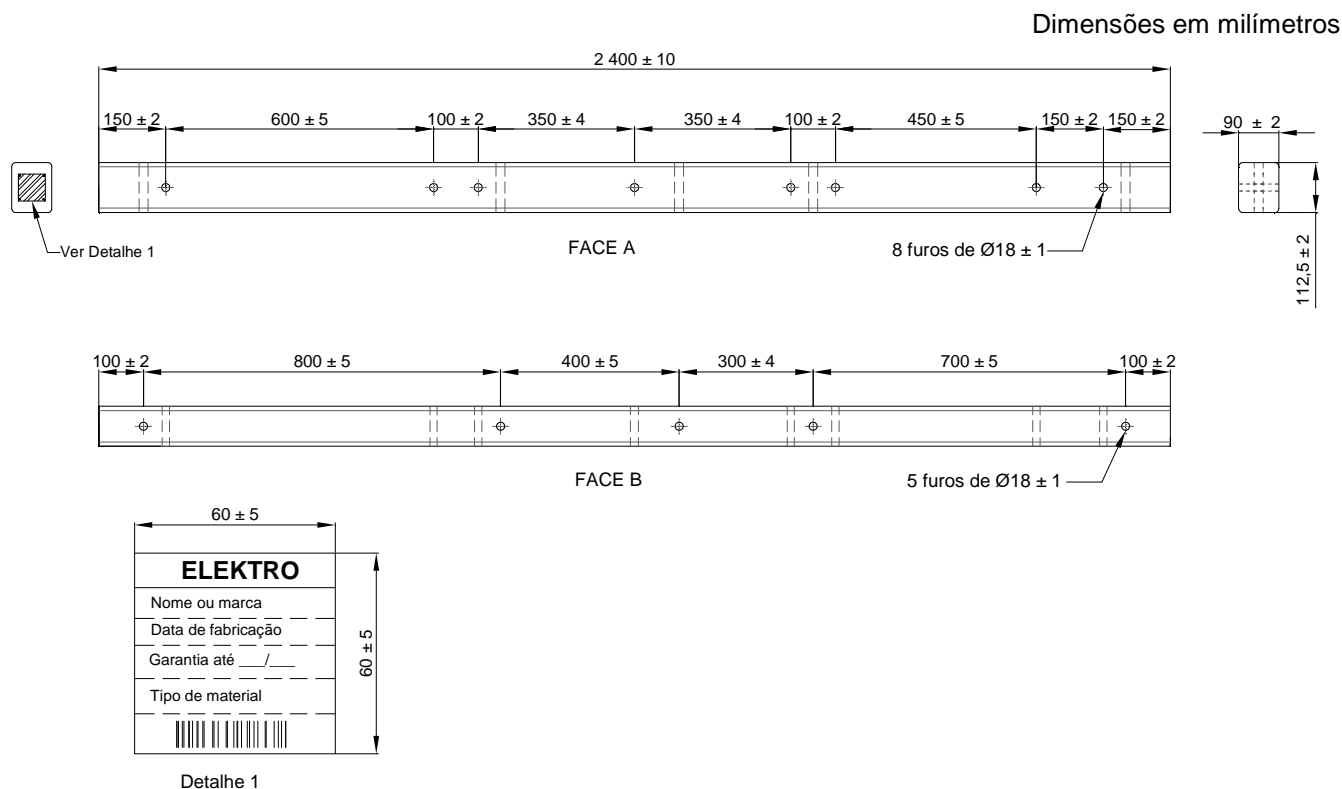 Dimensões em milímetros
2 400 ± 10
150 ± 2
600 ± 5
100 ± 2
350 ± 4
350 ± 4
100 ± 2
450 ± 5
150 ± 2
150 ± 2
90 ± 2
Ver Detalhe 1
FACE A
8 furos de Ø18 ± 1
112,5 ± 2
100 ± 2
800 ± 5
400 ± 5
300 ± 4
700 ± 5
100 ± 2
FACE B
5 furos de Ø18 ± 1
60 ± 5
ELEKTRO
Nome ou marca
Data de fabricação
Garantia até ___/___
Tipo de material
60 ± 5
Detalhe 1